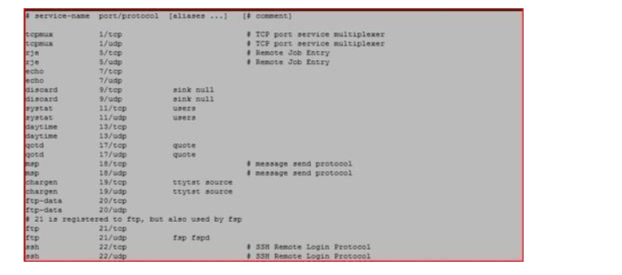 # service-name port/protocol [aliases ...] [# comment]
tcpmux 1/tcp # TCP port service multiplexer
tcpmux 1/udp # TCP port service multiplexer
rje 5/tcp # Remote Job Entry
rje 5/udp # Remote Job Entry
echo 7/tcp
echo 7/udp
discard 9/tcp sink null
discard 9/udp sink null
systat 11/tcp users
systat 11/udp users
daytime 13/tcp
daytime 13/udp
qotd 17/tcp quote
qotd 17/udp quote
msp 18/tcp # message send protocol
msp 18/udp # message send protocol
chargen 19/tcp ttytst source
chargen 19/udp ttytst source
ftp-data 20/tcp
ftp-data 20/udp
# 21 is registered to ftp, but also used by fsp
ftp 21/tcp
ftp 21/udp fsp fspd
ssh 22/tcp # SSH Remote Login Protocol
ssh 22/udp # SSH Remote Login Protocol